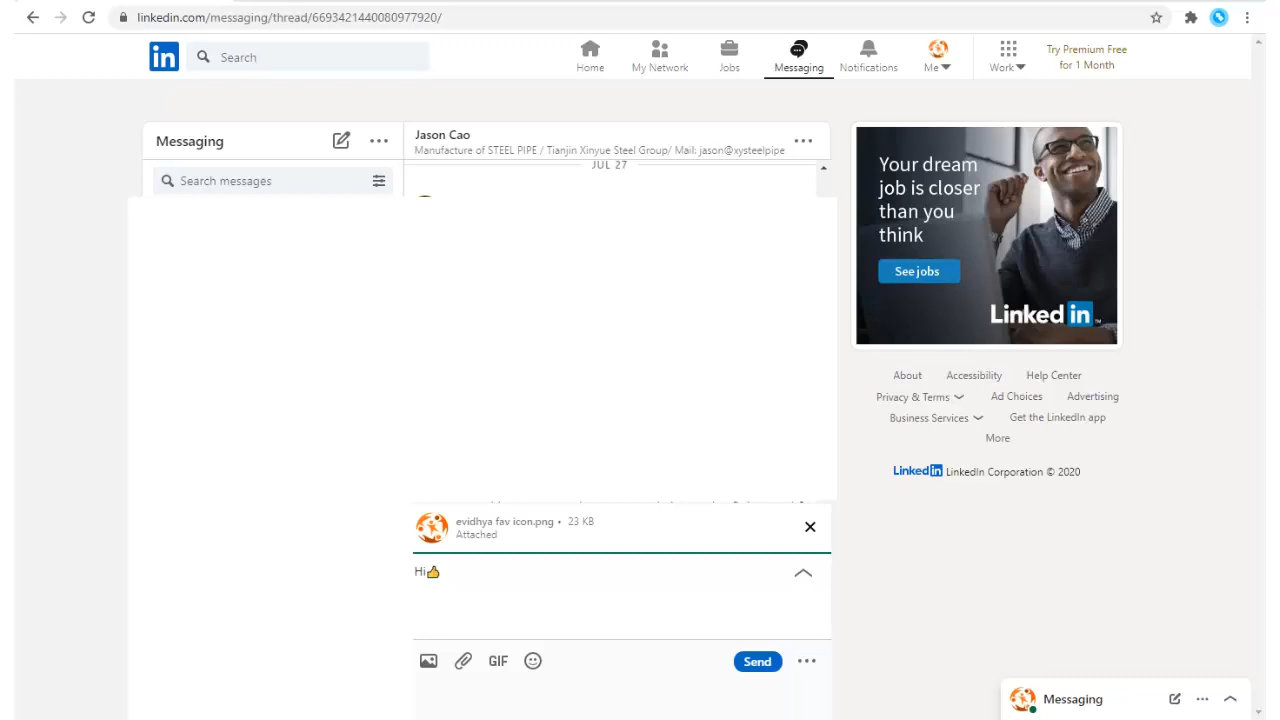 linkedin.com/messaging/thread/6693421440080977920/
in
Search
Home
My Network
Jobs
Messaging
Notifications
Me
Work
Try Premium Free
for 1 Month
Messaging
Search messages
Jason Cao
Manufacture of STEEL PIPE / Tianjin Xinyue Steel Group/ Mail: jason@xysteelpipe
JUL 27
evidhya fav icon.png • 23 KB
Attached
Hi👍
GIF
Send
Your dream
job is closer
than you
think
See jobs
Linked in
About
Accessibility
Help Center
Privacy & Terms
Ad Choices
Advertising
Business Services
Get the LinkedIn app
More
Linked in LinkedIn Corporation © 2020
Messaging